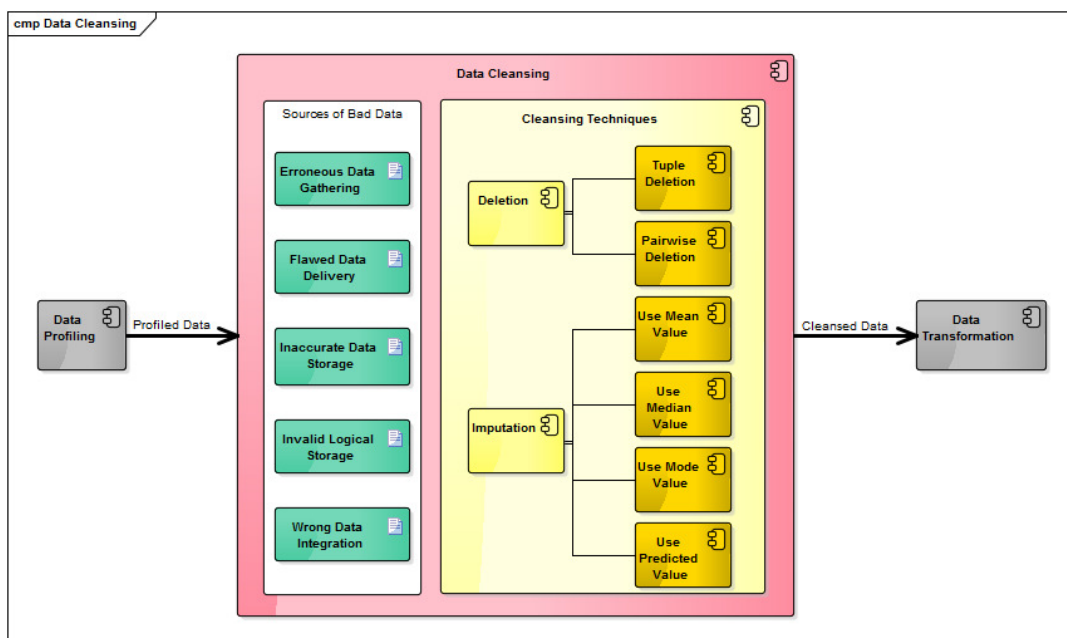 cmp Data Cleansing
Data Cleansing
Sources of Bad Data
Erroneous Data
Gathering
Flawed Data
Delivery
Inaccurate Data
Storage
Invalid Logical
Storage
Wrong Data
Integration
Cleansing Techniques
Deletion
Tuple
Deletion
Pairwise
Deletion
Imputation
Use Mean
Value
Use
Median
Value
Use Mode
Value
Use
Predicted
Value
Data
Profiling
Profiled Data
Cleansed Data
Data
Transformation